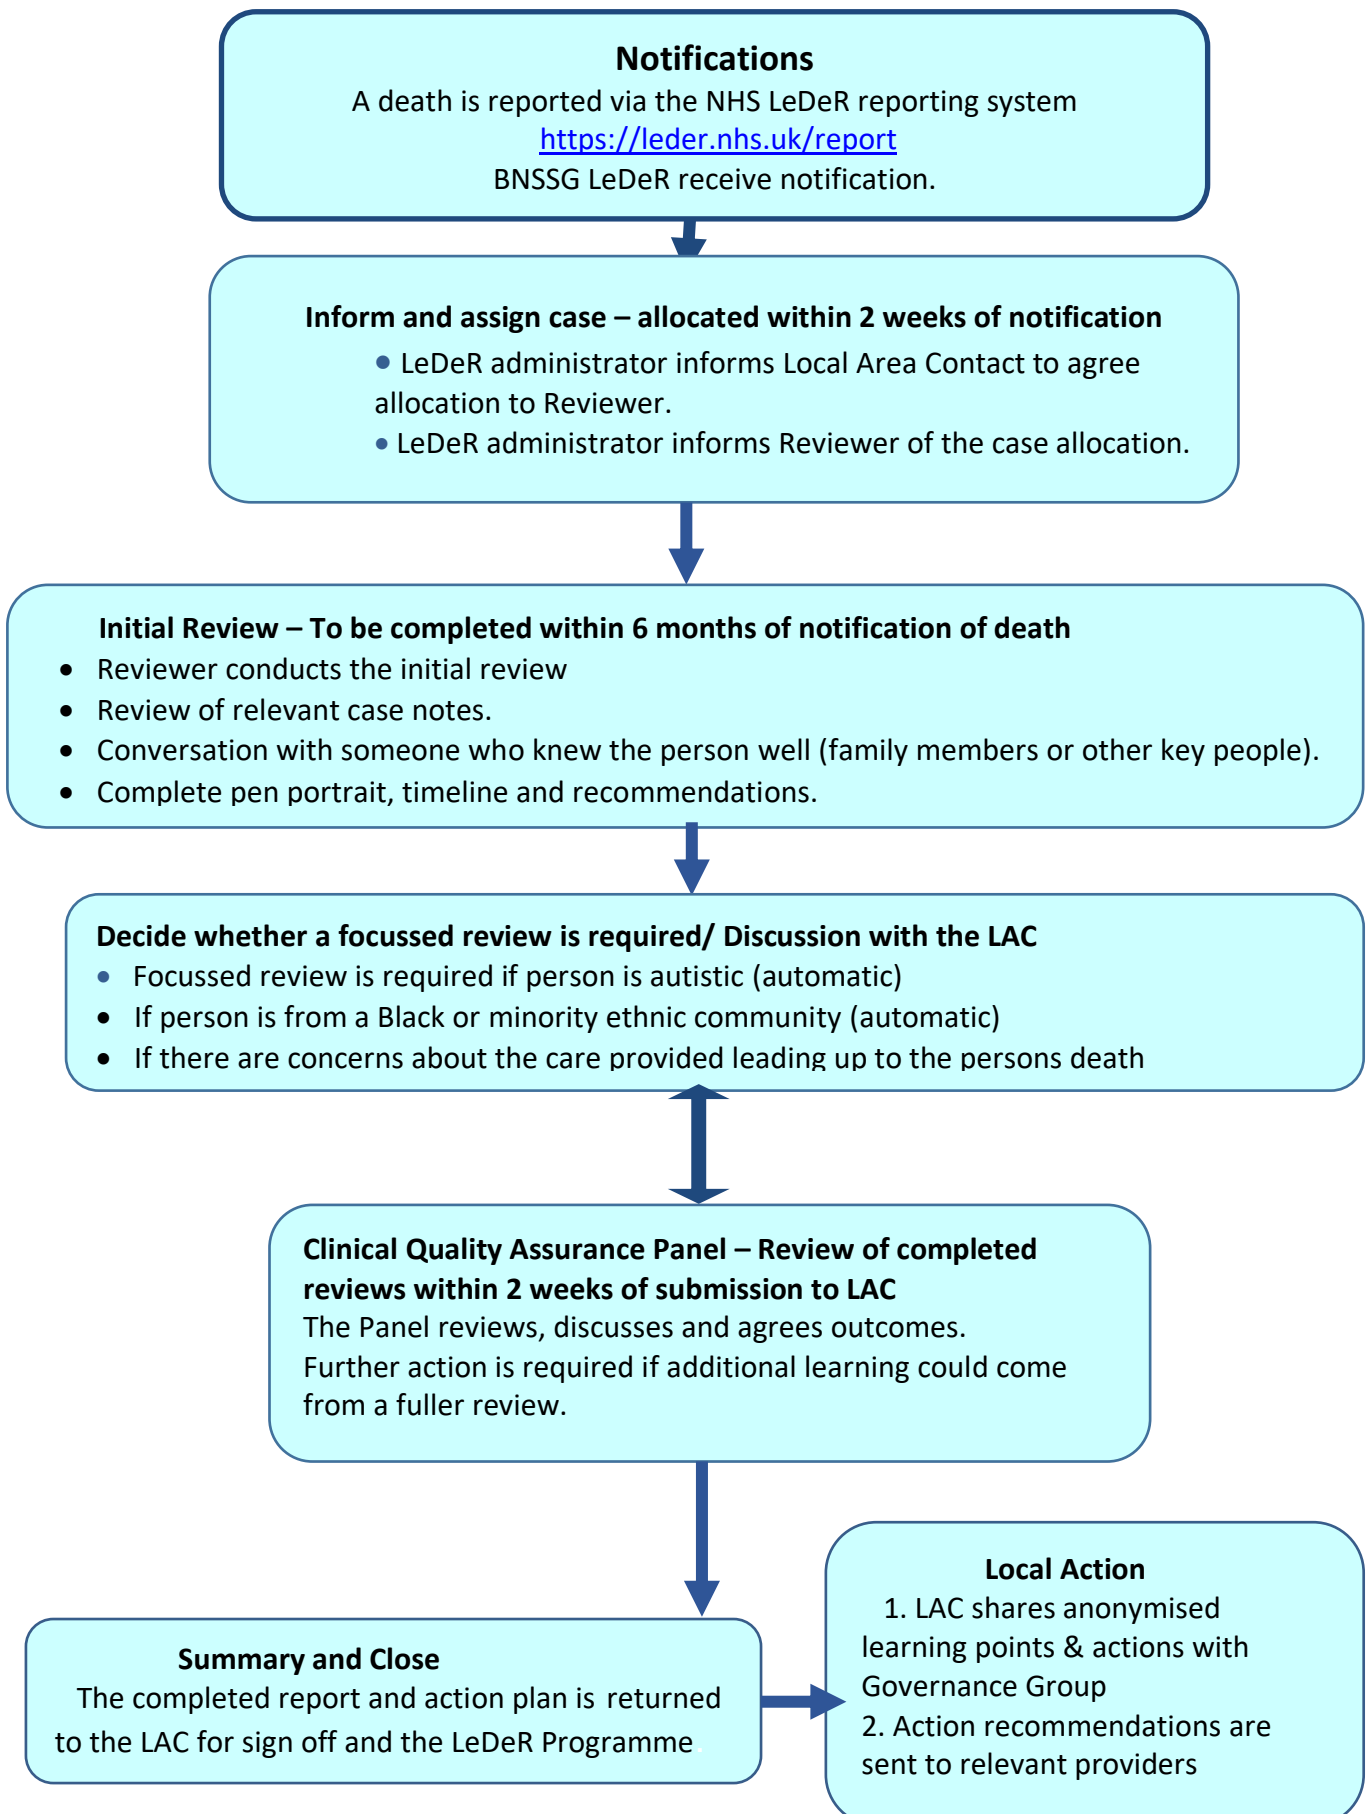 Notifications
A death is reported via the NHS LeDeR reporting system
https://leder.nhs.uk/report
BNSSG LeDeR receive notification.
Inform and assign case – allocated within 2 weeks of notification
• LeDeR administrator informs Local Area Contact to agree
allocation to Reviewer.
• LeDeR administrator informs Reviewer of the case allocation.
Initial Review – To be completed within 6 months of notification of death
• Reviewer conducts the initial review
• Review of relevant case notes.
• Conversation with someone who knew the person well (family members or other key people).
• Complete pen portrait, timeline and recommendations.
Decide whether a focussed review is required/ Discussion with the LAC
• Focussed review is required if person is autistic (automatic)
• If person is from a Black or minority ethnic community (automatic)
• If there are concerns about the care provided leading up to the persons death
Clinical Quality Assurance Panel – Review of completed
reviews within 2 weeks of submission to LAC
The Panel reviews, discusses and agrees outcomes.
Further action is required if additional learning could come
from a fuller review.
Summary and Close
The completed report and action plan is returned
to the LAC for sign off and the LeDeR Programme.
Local Action
1. LAC shares anonymised
learning points & actions with
Governance Group
2. Action recommendations are
sent to relevant providers